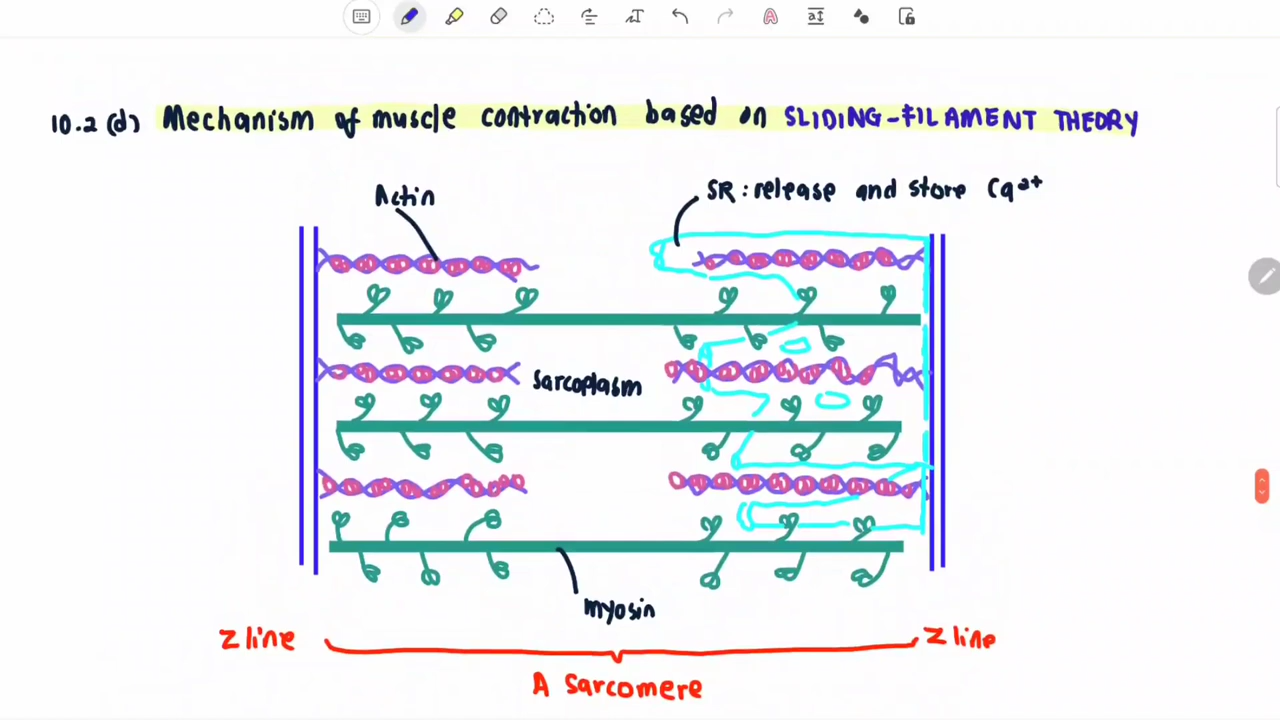 10.2 (d) Mechanism of muscle contraction based on SLIDING-FILAMENT THEORY
Actin
SR: release and store Ca2+
Sarcoplasm
myosin
Z line
Z line
A Sarcomere